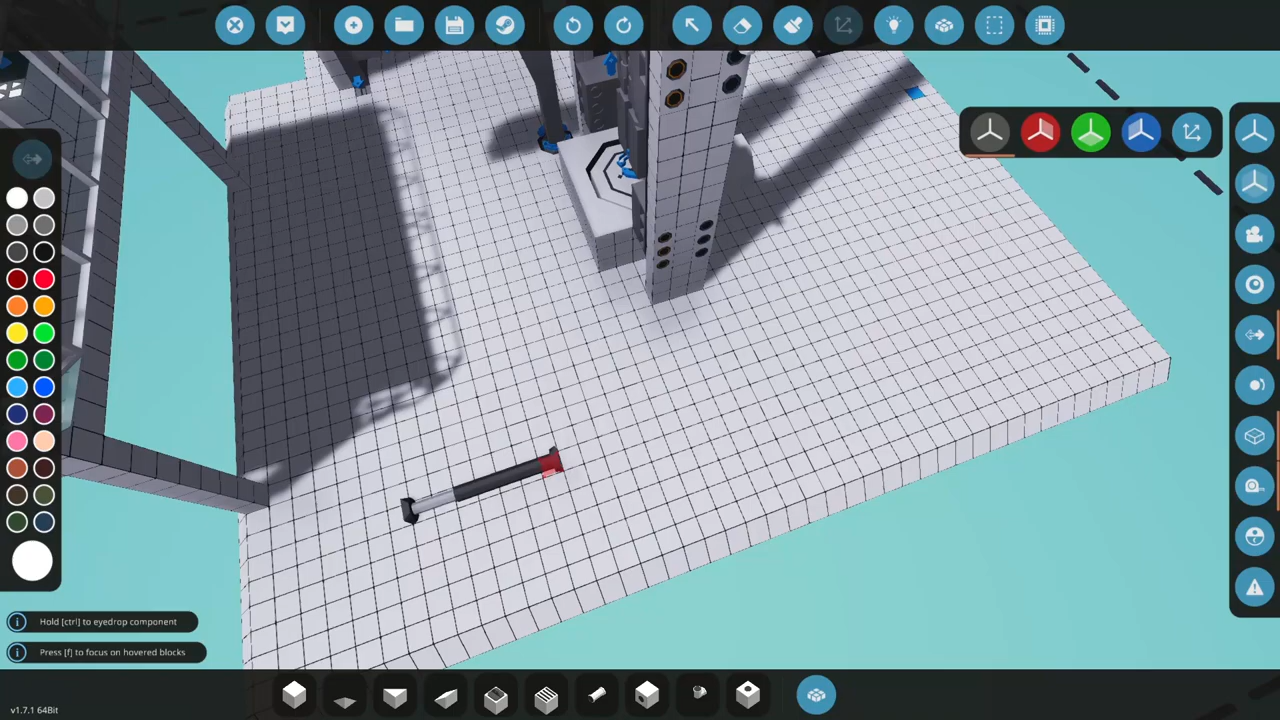 Hold [ctrl] to eyedrop component
Press [f] to focus on hovered blocks
v1.7.1 64Bit